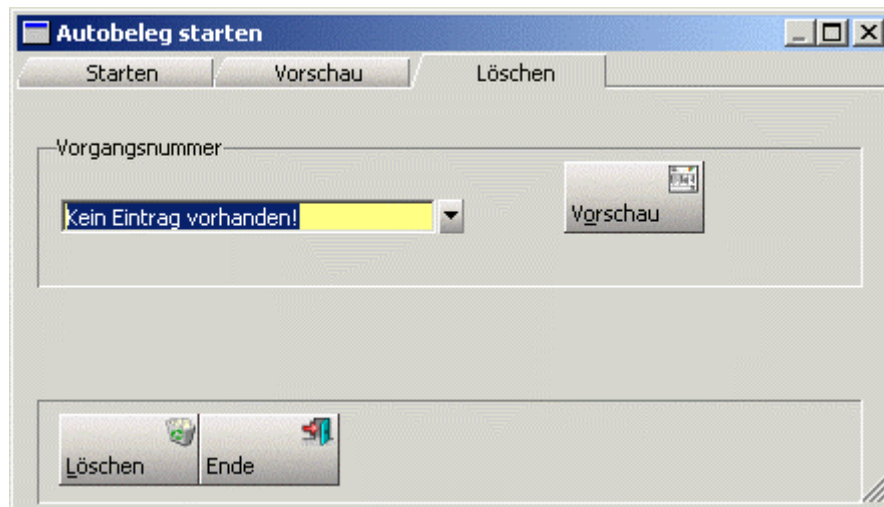 Autobeleg starten
Starten Vorschau Löschen
Vorgangsnummer
Kein Eintrag vorhanden!
Vorschau
Löschen Ende